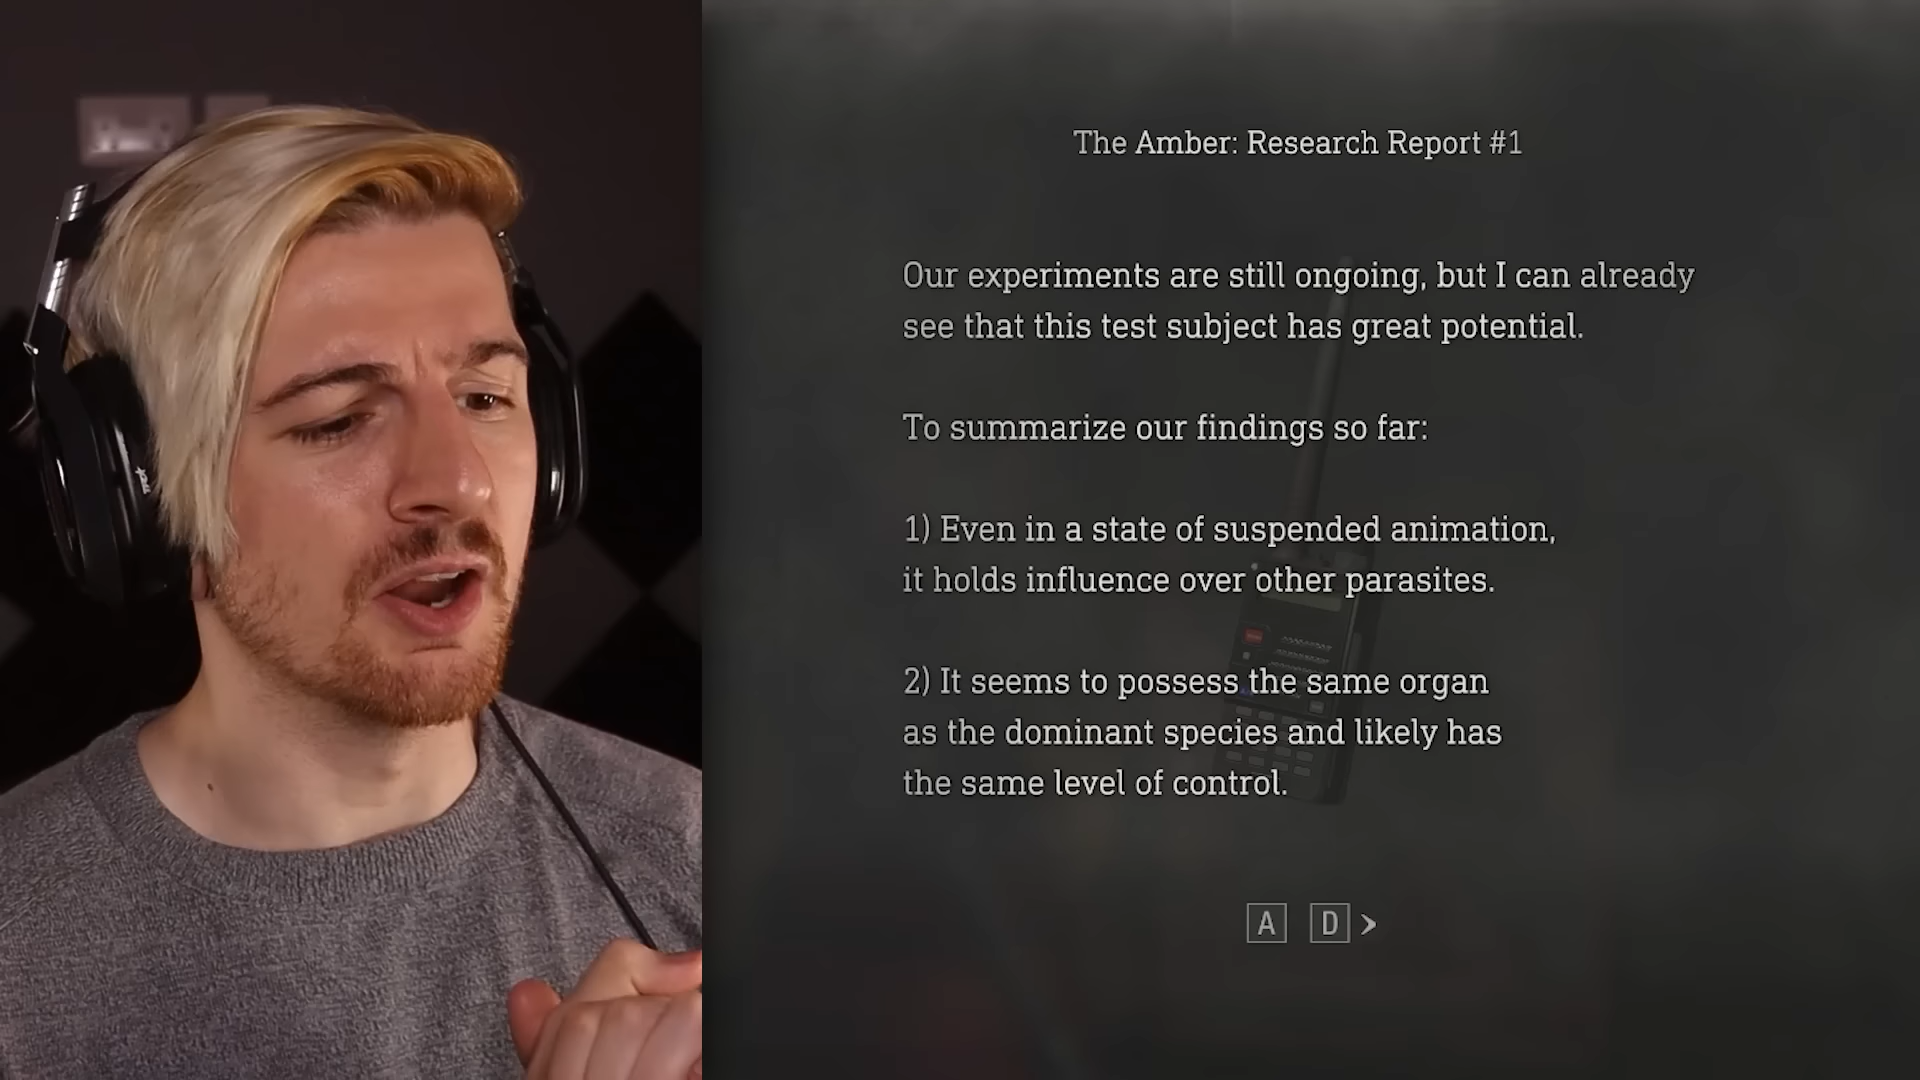 The Amber: Research Report #1
Our experiments are still ongoing, but I can already
see that this test subject has great potential.
To summarize our findings so far:
1) Even in a state of suspended animation,
it holds influence over other parasites.
2) It seems to possess the same organ
as the dominant species and likely has
the same level of control.
A D >